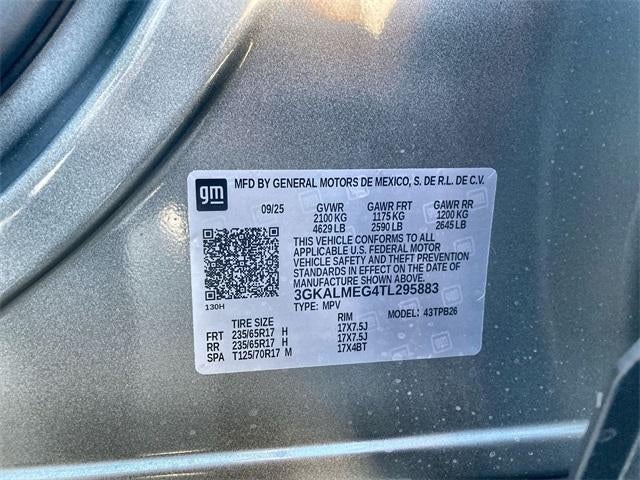 gm MFD BY GENERAL MOTORS DE MEXICO, S. DE R.L. DE C.V.
09/25 GVWR GAWR FRT GAWR RR
2100 KG 1175 KG 1200 KG
4629 LB 2590 LB 2645 LB
THIS VEHICLE CONFORMS TO ALL
APPLICABLE U.S. FEDERAL MOTOR
VEHICLE SAFETY AND THEFT PREVENTION
STANDARDS IN EFFECT ON THE DATE OF
MANUFACTURE SHOWN ABOVE.
3GKALMEG4TL295883
130H
TYPE: MPV
MODEL: 43TPB26
TIRE SIZE RIM
FRT 235/65R17 H 17X7.5J
RR 235/65R17 H 17X7.5J
SPA T125/70R17 M 17X4BT